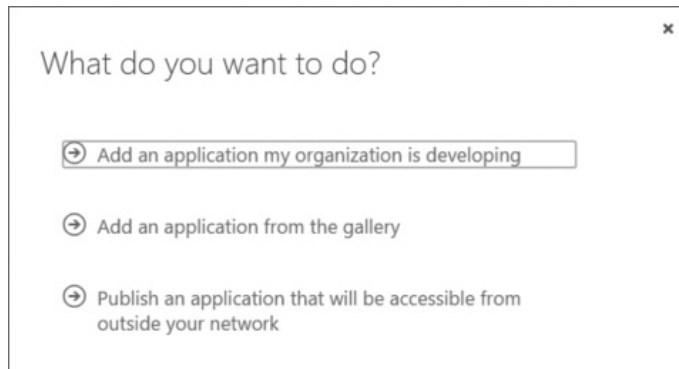 What do you want to do?
Add an application my organization is developing
Add an application from the gallery
Publish an application that will be accessible from
outside your network